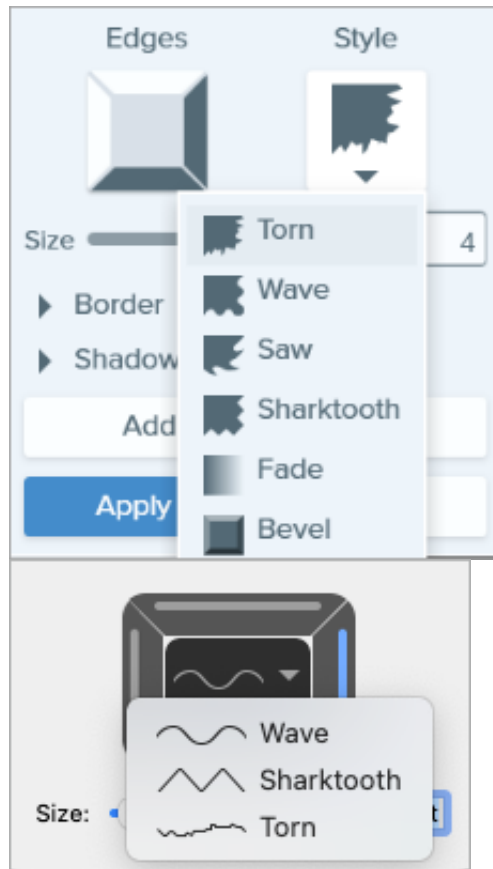 Edges Style
Size 4
Torn
Wave
Border
Saw
Shadow
Sharktooth
Add
Fade
Apply
Bevel
Wave
Sharktooth
Size: t
Torn